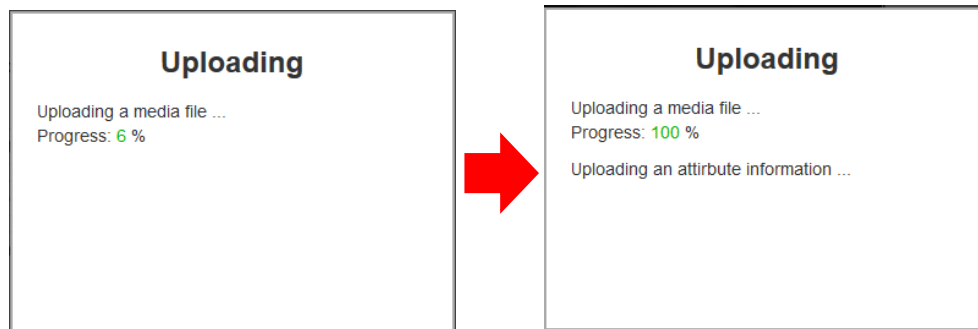 Uploading
Uploading a media file ...
Progress: 6 %
Uploading
Uploading a media file ...
Progress: 100 %
Uploading an attirbute information ...